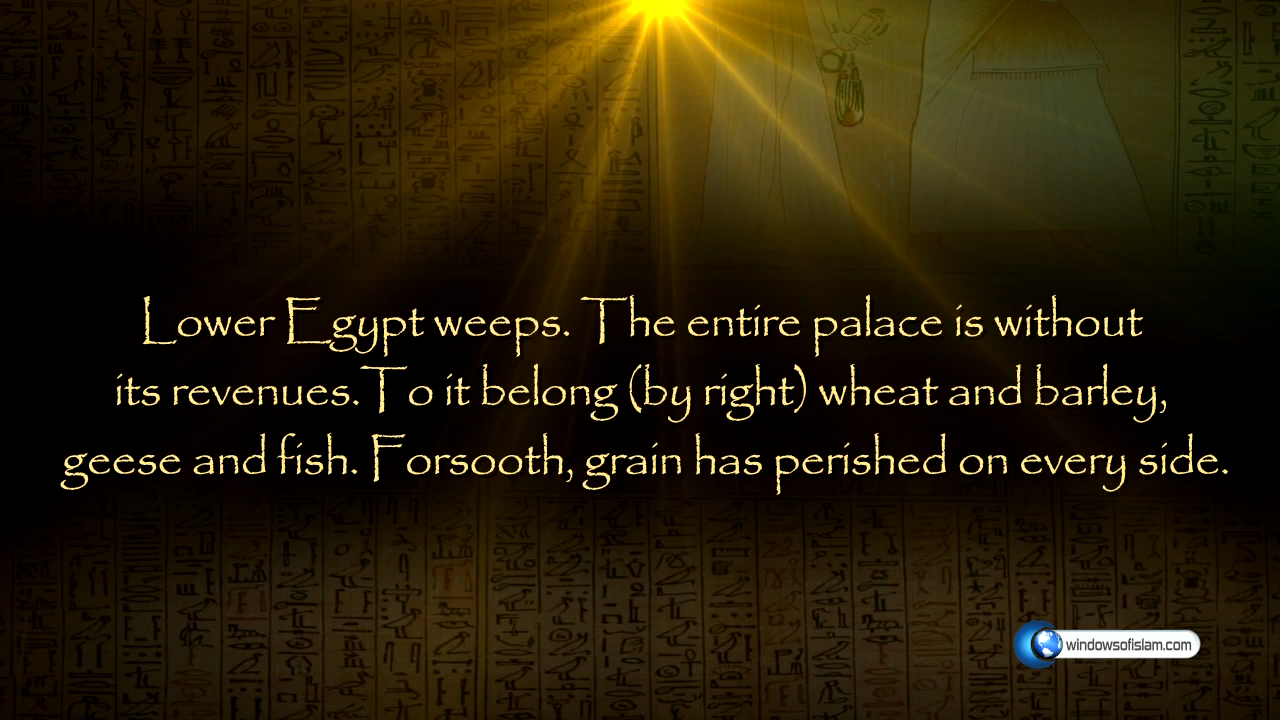 Lower Egypt weeps. The entire palace is without
its revenues. To it belong (by right) wheat and barley,
geese and fish. Forsooth, grain has perished on every side.
windowsofislam.com